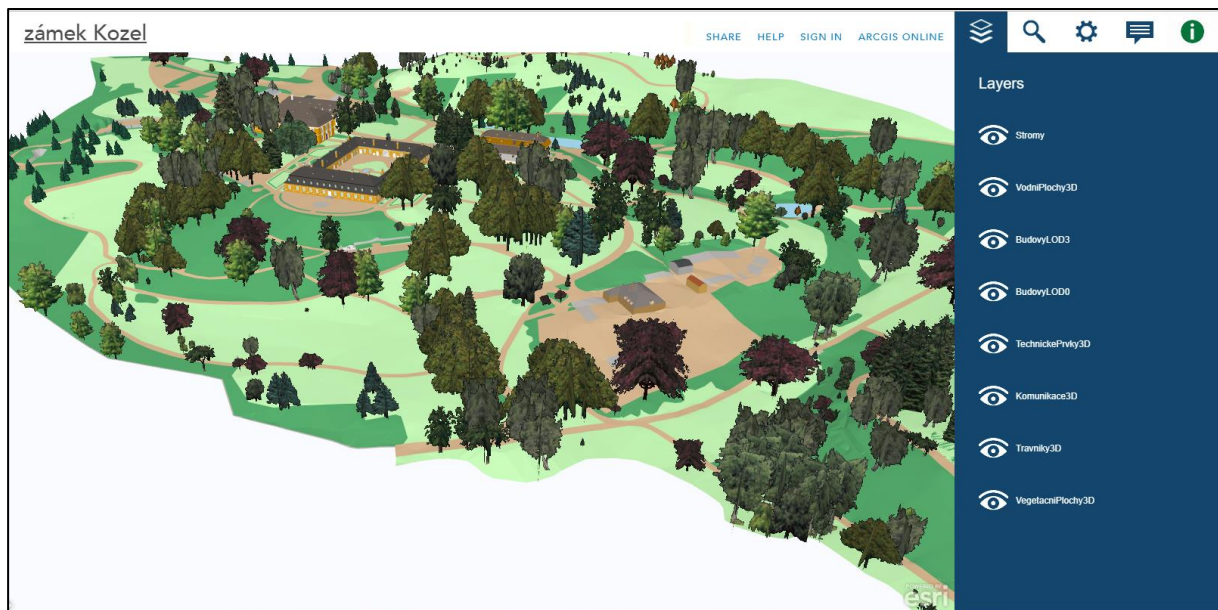 zámek Kozel
SHARE HELP SIGN IN ARCGIS ONLINE
Layers
Stromy
VodniPlochy3D
BudovyLOD3
BudovyLOD0
TechnickePrvky3D
Komunikace3D
Travniky3D
VegetacniPlochy3D
esri